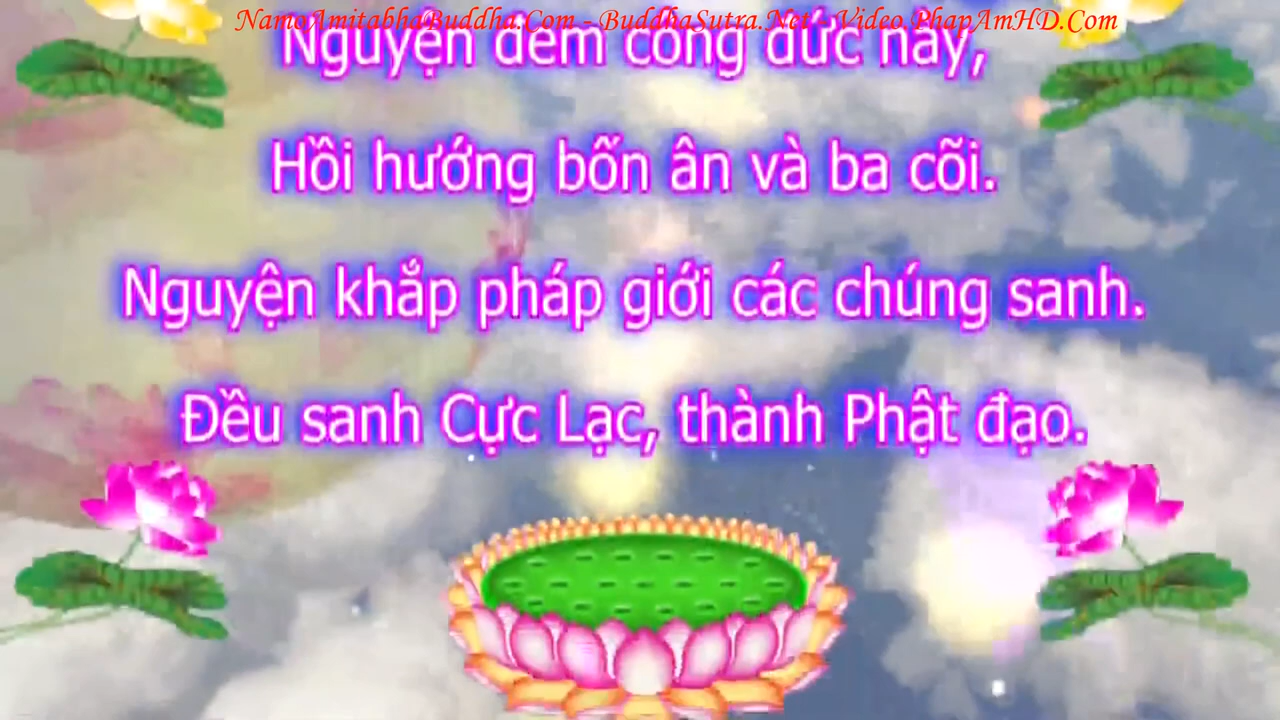 NamoAmitabhaBuddha.Com - BuddhaSutra.Net - Video.PhapAmHD.Com
Nguyện đem công đức này,
Hồi hướng bốn ân và ba cõi.
Nguyện khắp pháp giới các chúng sanh.
Đều sanh Cực Lạc, thành Phật đạo.